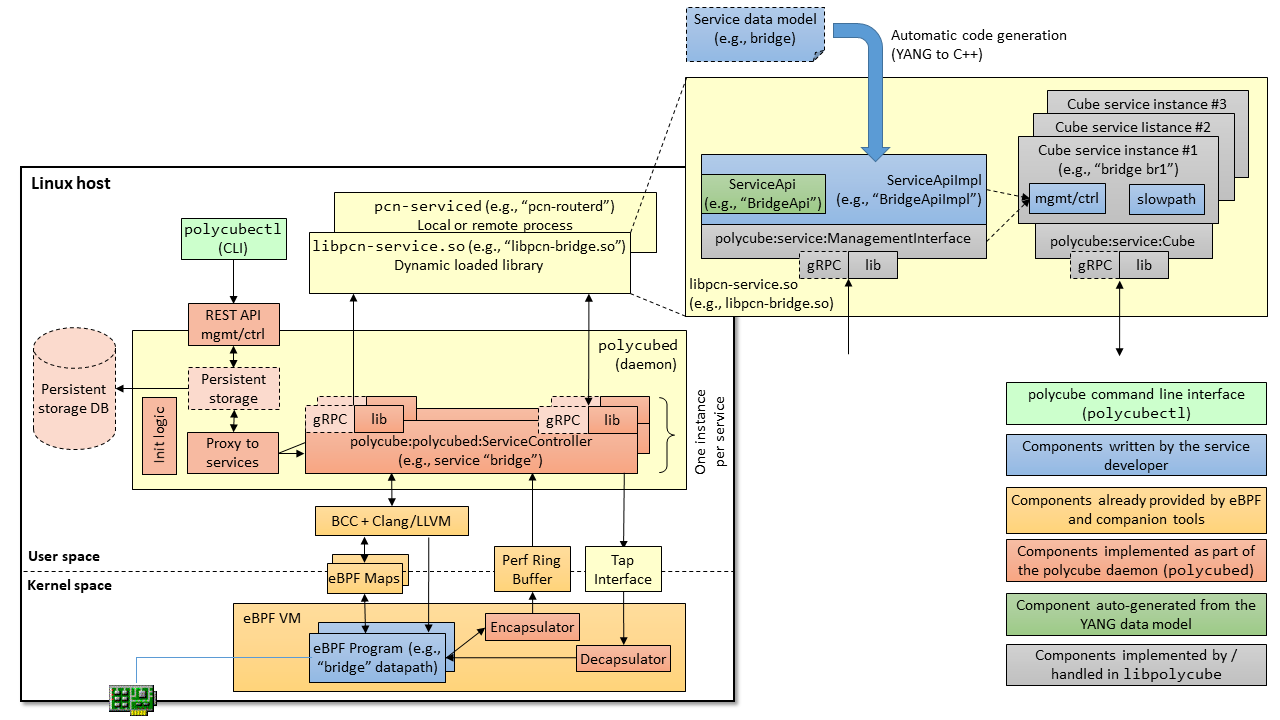 Service data model
(e.g., bridge)
Automatic code generation
(YANG to C++)
Cube service instance #3
Cube service listance #2
Cube service instance #1
(e.g., “bridge br1”)
mgmt/ctrl
slowpath
polycube:service:Cube
gRPC
lib
ServiceApi
(e.g., “BridgeApi”)
ServiceApiImpl
(e.g., “BridgeApiImpl”)
polycube:service:ManagementInterface
gRPC
lib
libpcn-service.so
(e.g., libpcn-bridge.so)
Linux host
pcn-serviced (e.g., “pcn-routerd”)
Local or remote process
libpcn-service.so (e.g., “libpcn-bridge.so”)
Dynamic loaded library
polycubectl
(CLI)
REST API
mgmt/ctrl
polycubed
(daemon)
Persistent
storage DB
Persistent
storage
Init logic
Proxy to
services
gRPC
lib
gRPC
lib
polycube:polycubed:ServiceController
(e.g., service “bridge”)
One instance
per service
BCC + Clang/LLVM
User space
Kernel space
eBPF Maps
Perf Ring
Buffer
Tap
Interface
eBPF VM
Encapsulator
eBPF Program (e.g.,
“bridge” datapath)
Decapsulator
polycube command line interface
(polycubectl)
Components written by the service
developer
Components already provided by eBPF
and companion tools
Components implemented as part of
the polycube daemon (polycubed)
Component auto-generated from the
YANG data model
Components implemented by /
handled in libpolycube